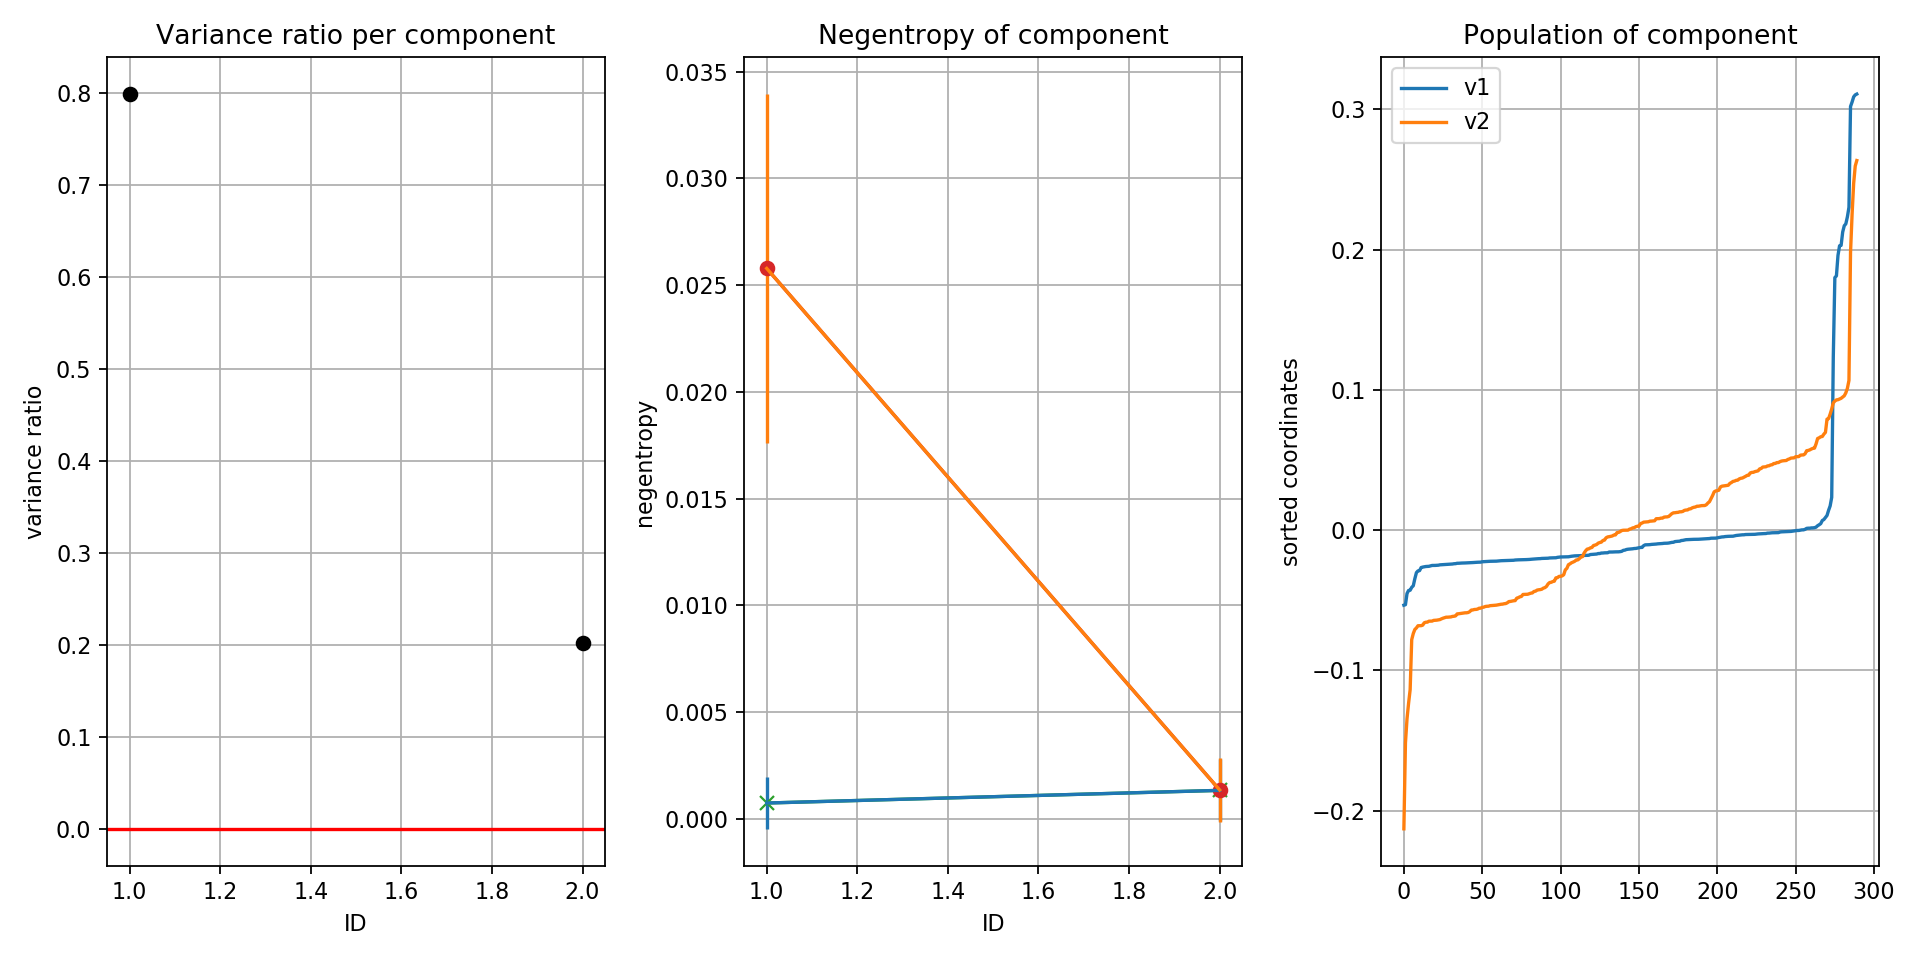 Variance ratio per component
0.8
0.7
0.6
0.5
0.4
0.3
0.2
0.1
0.0
variance ratio
1.0 1.2 1.4 1.6 1.8 2.0
ID
Negentropy of component
0.035
0.030
0.025
0.020
0.015
0.010
0.005
0.000
negentropy
1.0 1.2 1.4 1.6 1.8 2.0
ID
Population of component
v1
v2
0.3
0.2
0.1
0.0
−0.1
−0.2
sorted coordinates
0 50 100 150 200 250 300